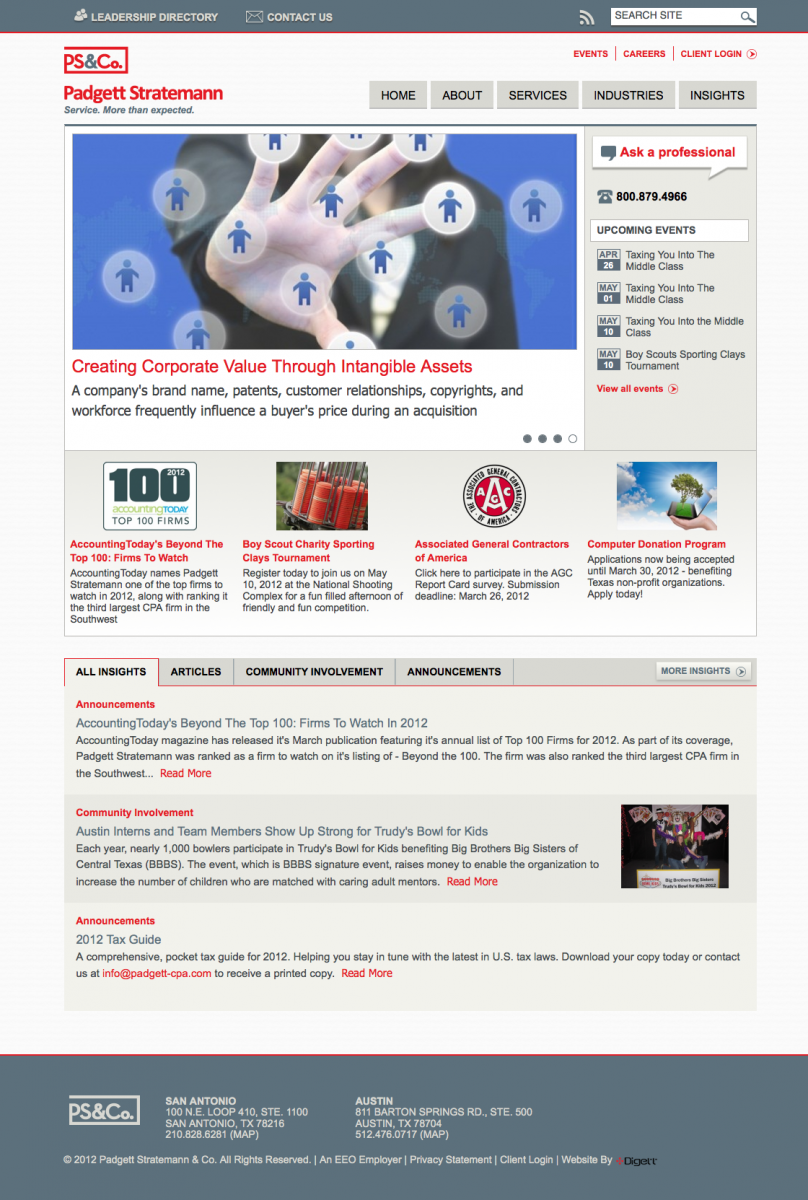 LEADERSHIP DIRECTORY
CONTACT US
SEARCH SITE
PS&Co.
Padgett Stratemann
Service. More than expected.
EVENTS
CAREERS
CLIENT LOGIN
HOME
ABOUT
SERVICES
INDUSTRIES
INSIGHTS
Creating Corporate Value Through Intangible Assets
A company's brand name, patents, customer relationships, copyrights, and
workforce frequently influence a buyer's price during an acquisition
Ask a professional
800.879.4966
UPCOMING EVENTS
APR
26
Taxing You Into The
Middle Class
MAY
01
Taxing You Into The
Middle Class
MAY
10
Taxing You Into the Middle
Class
MAY
10
Boy Scouts Sporting Clays
Tournament
View all events
100
2012
accountingTODAY
TOP 100 FIRMS
AccountingToday's Beyond The
Top 100: Firms To Watch
AccountingToday names Padgett
Stratemann one of the top firms to
watch in 2012, along with ranking it
the third largest CPA firm in the
Southwest
Boy Scout Charity Sporting
Clays Tournament
Register today to join us on May
10, 2012 at the National Shooting
Complex for a fun filled afternoon of
friendly and fun competition.
THE ASSOCIATED GENERAL CONTRACTORS
OF AMERICA
AGC
Associated General Contractors
of America
Click here to participate in the AGC
Report Card survey. Submission
deadline: March 26, 2012
Computer Donation Program
Applications now being accepted
until March 30, 2012 - benefiting
Texas non-profit organizations.
Apply today!
ALL INSIGHTS
ARTICLES
COMMUNITY INVOLVEMENT
ANNOUNCEMENTS
MORE INSIGHTS
Announcements
AccountingToday's Beyond The Top 100: Firms To Watch In 2012
AccountingToday magazine has released it's March publication featuring it's annual list of Top 100 Firms for 2012. As part of its coverage,
Padgett Stratemann was ranked as a firm to watch on it's listing of - Beyond the 100. The firm was also ranked the third largest CPA firm in
the Southwest... Read More
Community Involvement
Austin Interns and Team Members Show Up Strong for Trudy's Bowl for Kids
Each year, nearly 1,000 bowlers participate in Trudy's Bowl for Kids benefiting Big Brothers Big Sisters of
Central Texas (BBBS). The event, which is BBBS signature event, raises money to enable the organization to
increase the number of children who are matched with caring adult mentors. Read More
Big Brothers Big Sisters
Trudy's Bowl for Kids 2012
Announcements
2012 Tax Guide
A comprehensive, pocket tax guide for 2012. Helping you stay in tune with the latest in U.S. tax laws. Download your copy today or contact
us at info@padgett-cpa.com to receive a printed copy. Read More
PS&Co.
SAN ANTONIO
100 N.E. LOOP 410, STE. 1100
SAN ANTONIO, TX 78216
210.828.6281 (MAP)
AUSTIN
811 BARTON SPRINGS RD., STE. 500
AUSTIN, TX 78704
512.476.0717 (MAP)
© 2012 Padgett Stratemann & Co. All Rights Reserved. | An EEO Employer | Privacy Statement | Client Login | Website By Digett